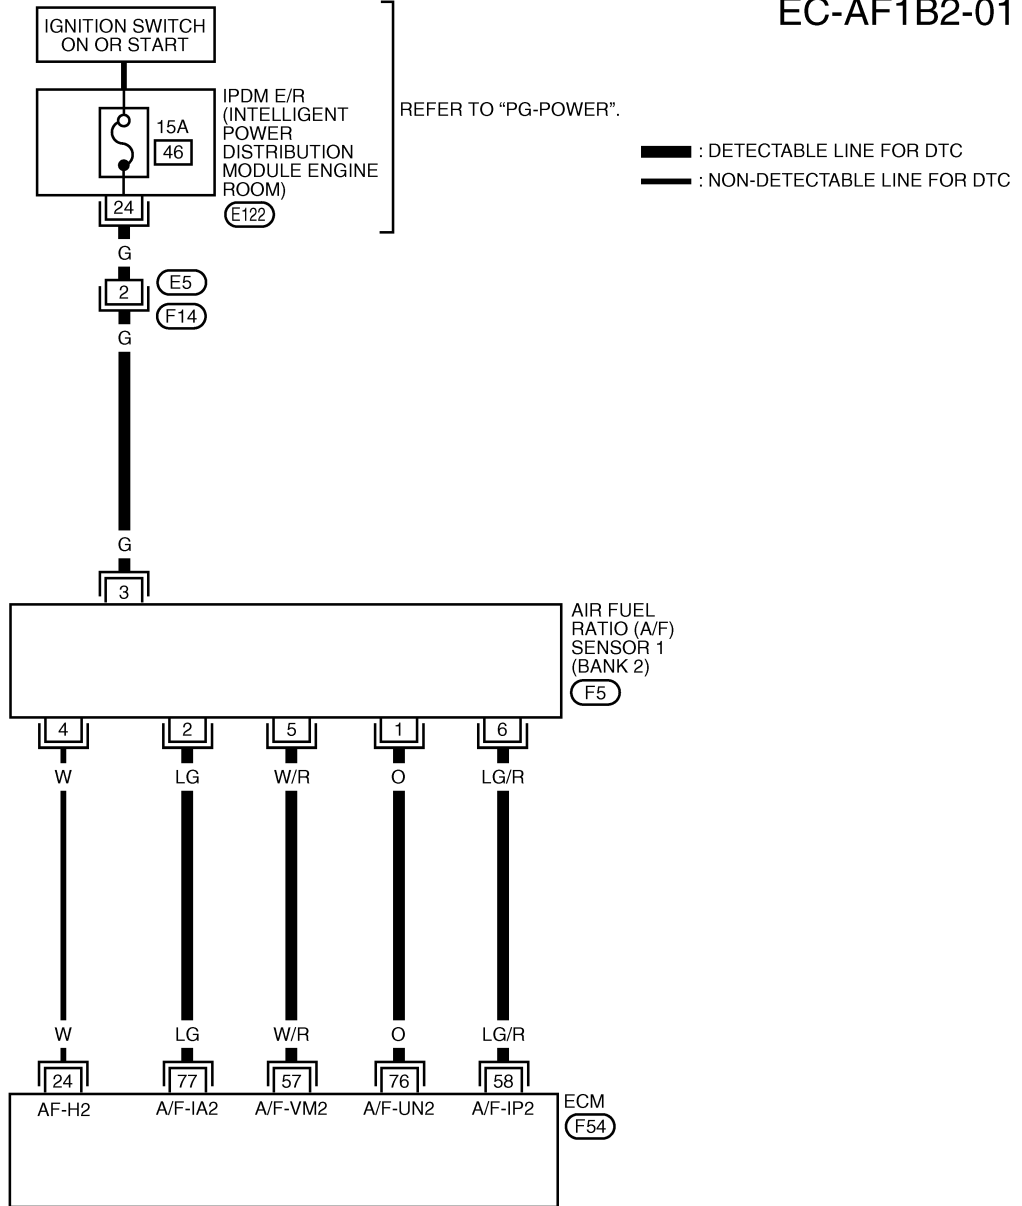 EC-AF1B2-01
IGNITION SWITCH
ON OR START
IPDM E/R
(INTELLIGENT
POWER
DISTRIBUTION
MODULE ENGINE
ROOM)
E122
15A
46
24
REFER TO “PG-POWER”.
: DETECTABLE LINE FOR DTC
: NON-DETECTABLE LINE FOR DTC
G
2
E5
F14
G
G
3
AIR FUEL
RATIO (A/F)
SENSOR 1
(BANK 2)
F5
4 2 5 1 6
W LG W/R O LG/R
W LG W/R O LG/R
24 77 57 76 58
AF-H2 A/F-IA2 A/F-VM2 A/F-UN2 A/F-IP2
ECM
F54